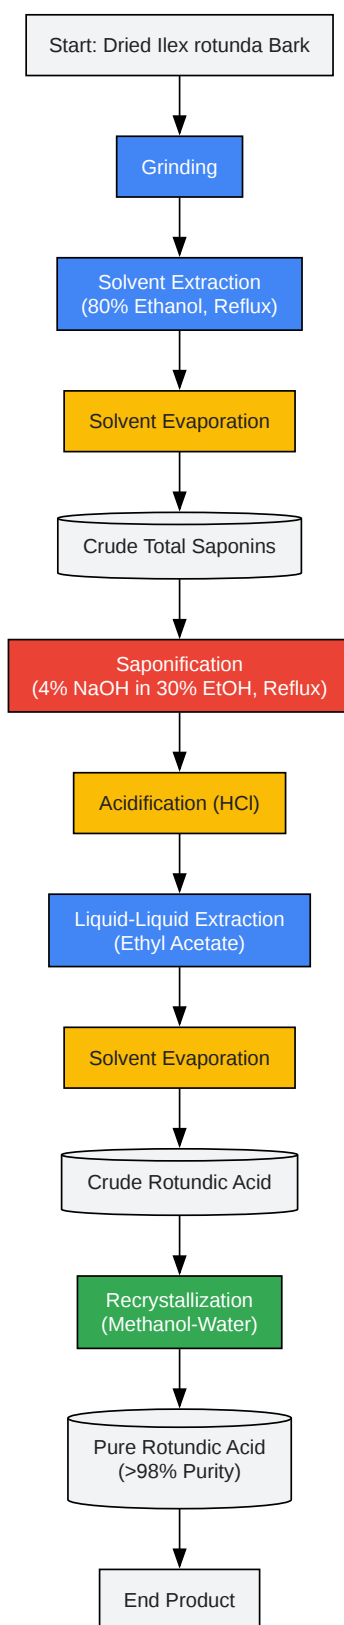 Start: Dried Ilex rotunda Bark
Grinding
Solvent Extraction
(80% Ethanol, Reflux)
Solvent Evaporation
Crude Total Saponins
Saponification
(4% NaOH in 30% EtOH, Reflux)
Acidification (HCl)
Liquid-Liquid Extraction
(Ethyl Acetate)
Solvent Evaporation
Crude Rotundic Acid
Recrystallization
(Methanol-Water)
Pure Rotundic Acid
(>98% Purity)
End Product